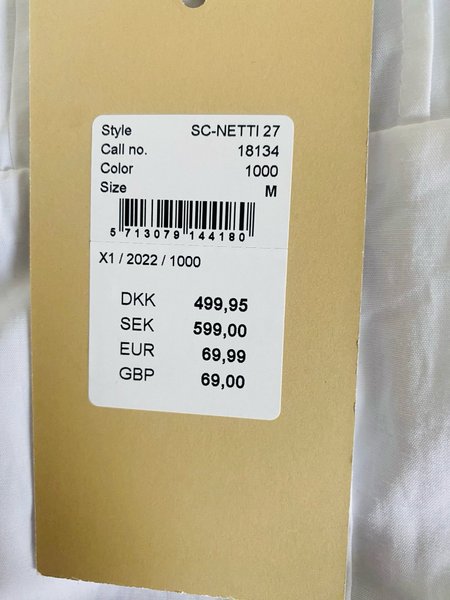 Style SC-NETTI 27
Call no. 18134
Color 1000
Size M
5 713079 144180
X1 / 2022 / 1000
DKK 499,95
SEK 599,00
EUR 69,99
GBP 69,00